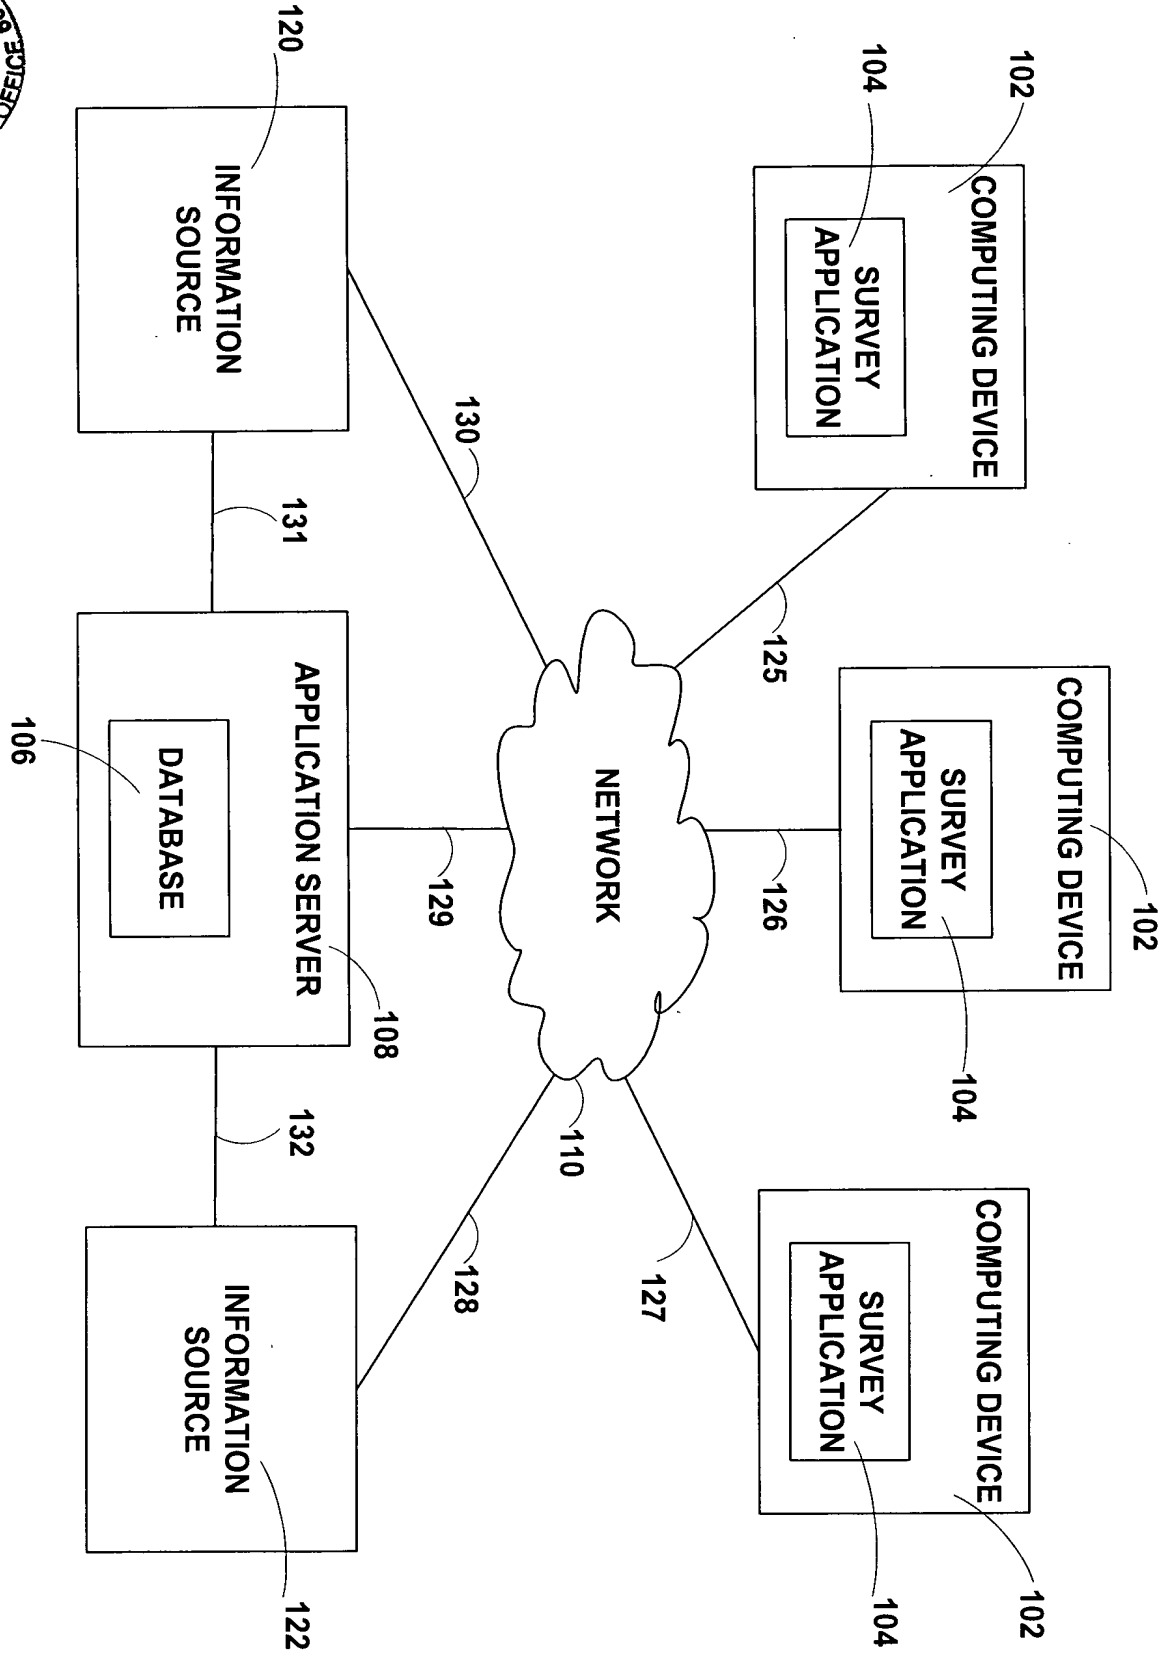 102
104
COMPUTING DEVICE
SURVEY
APPLICATION
125
102
COMPUTING DEVICE
SURVEY
APPLICATION
104
126
102
COMPUTING DEVICE
SURVEY
APPLICATION
104
127
NETWORK
110
130
129
128
120
INFORMATION
SOURCE
131
APPLICATION SERVER
108
DATABASE
106
132
INFORMATION
SOURCE
122